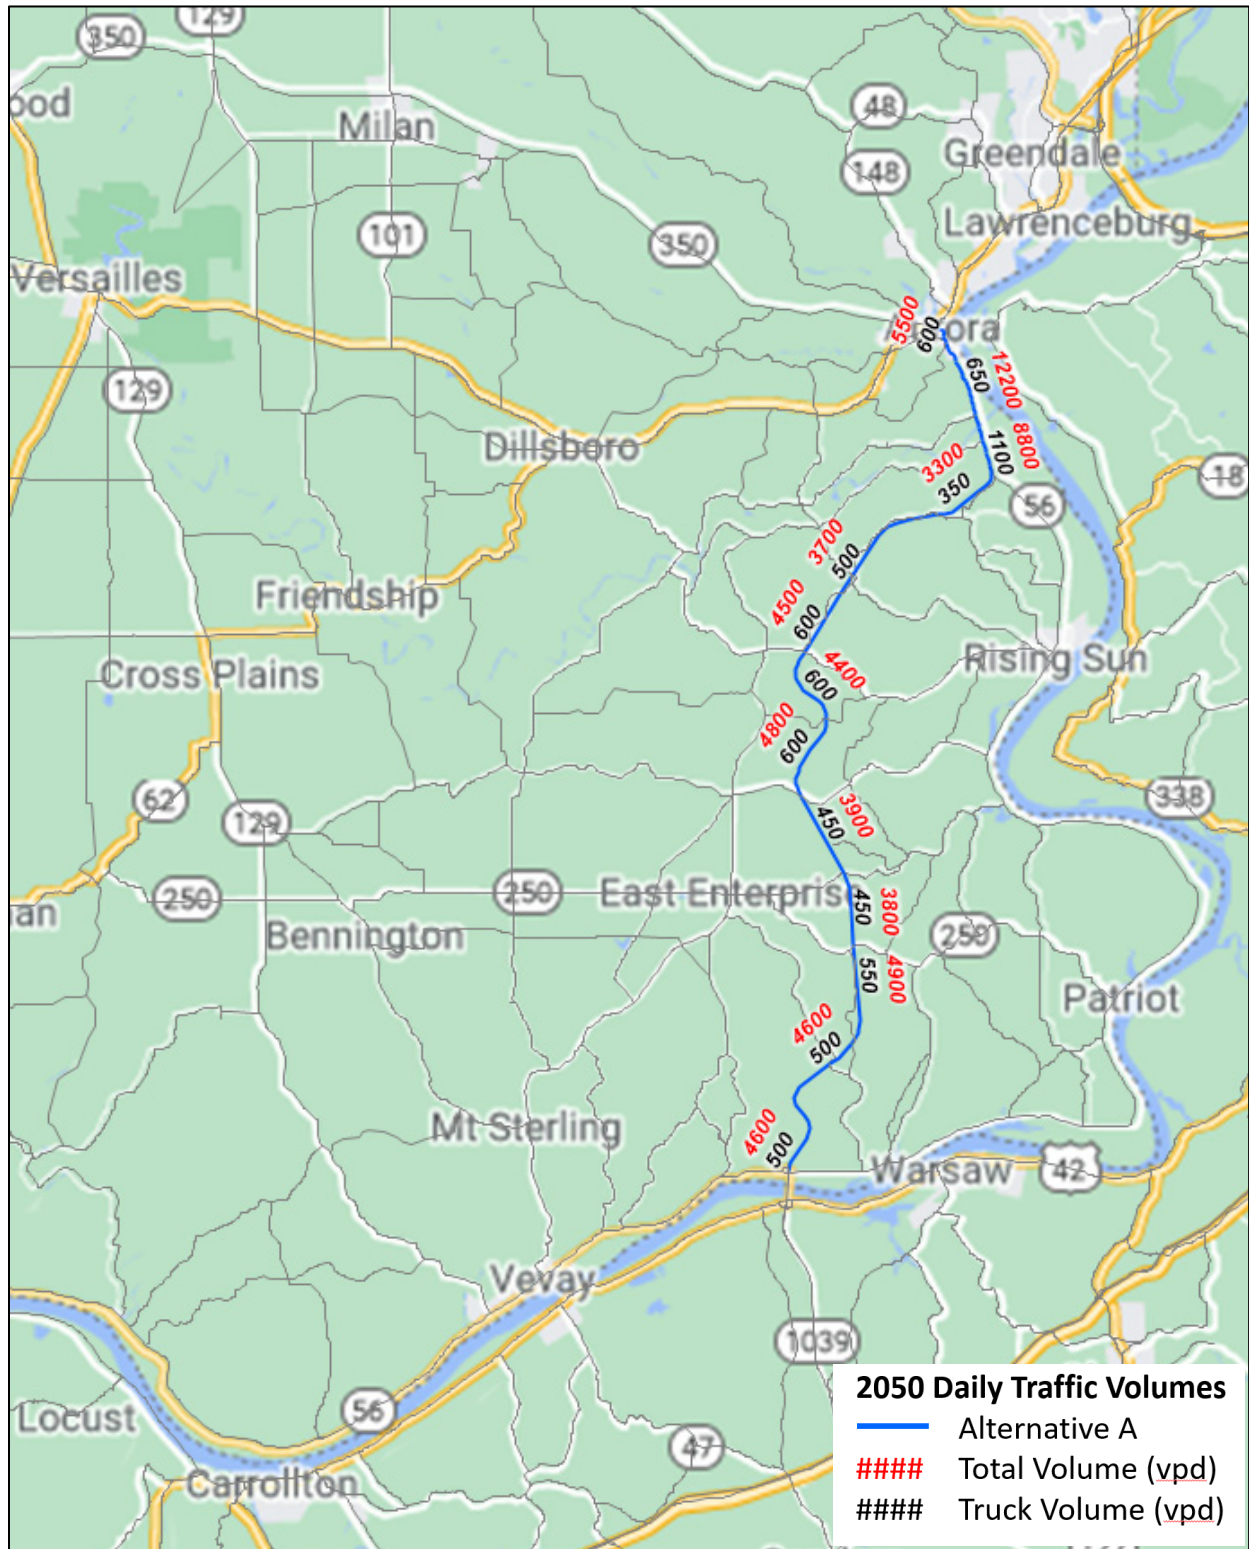 129
350
ood
Milan
48
Greendale
148
Lawrenceburg
101
350
Versailles
5500
600
Aurora
650
12200
129
8800
1100
Dillsboro
3300
350
18
56
3700
500
Friendship
4500
600
Rising Sun
Cross Plains
4400
600
4800
600
62
338
129
3900
450
250
250
East Enterprise
3800
450
an
Bennington
250
4900
550
Patriot
4600
500
Mt Sterling
4600
500
Warsaw
42
Vevay
1039
2050 Daily Traffic Volumes
Alternative A
56
Locust
47
#### Total Volume (vpd)
Carrollton
#### Truck Volume (vpd)